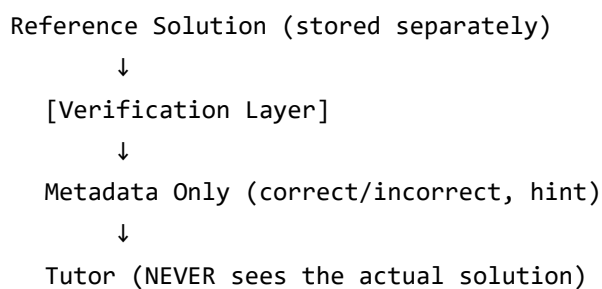 Reference Solution (stored separately)
↓
[Verification Layer]
↓
Metadata Only (correct/incorrect, hint)
↓
Tutor (NEVER sees the actual solution)